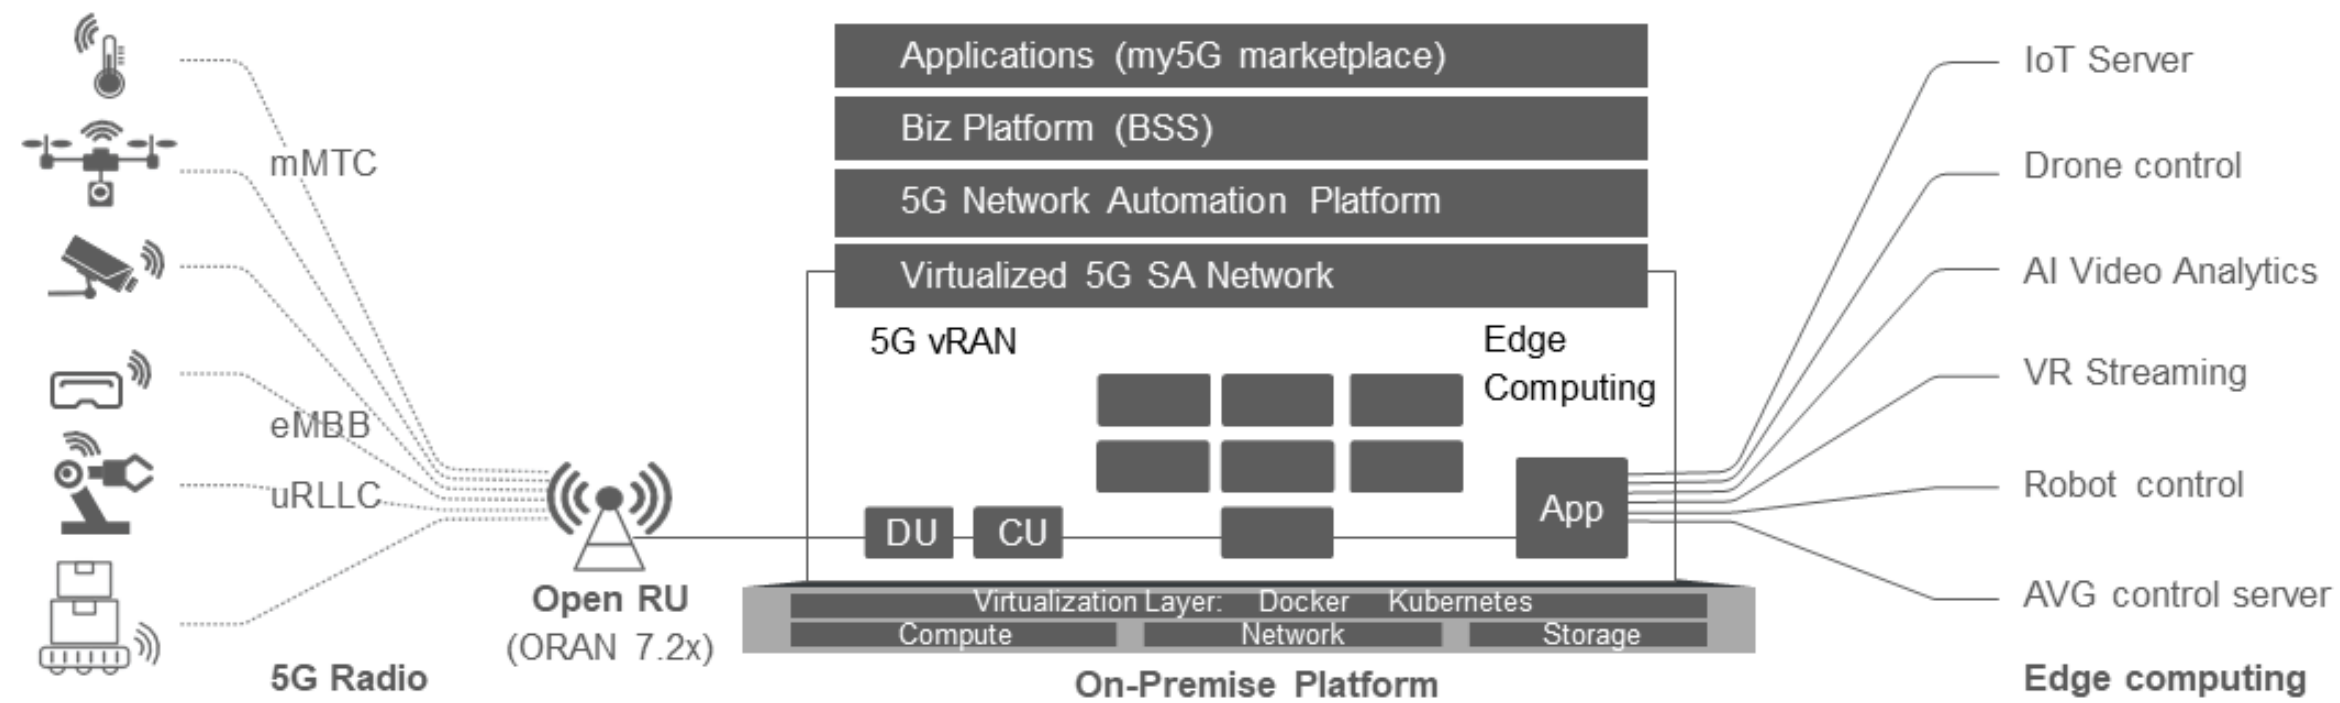 mMTC
eMBB
uRLLC
5G Radio
Open RU
(ORAN 7.2x)
Applications (my5G marketplace)
Biz Platform (BSS)
5G Network Automation Platform
Virtualized 5G SA Network
5G vRAN
Edge
Computing
DU
CU
App
Virtualization Layer: Docker Kubernetes
Compute
Network
Storage
On-Premise Platform
IoT Server
Drone control
AI Video Analytics
VR Streaming
Robot control
AVG control server
Edge computing